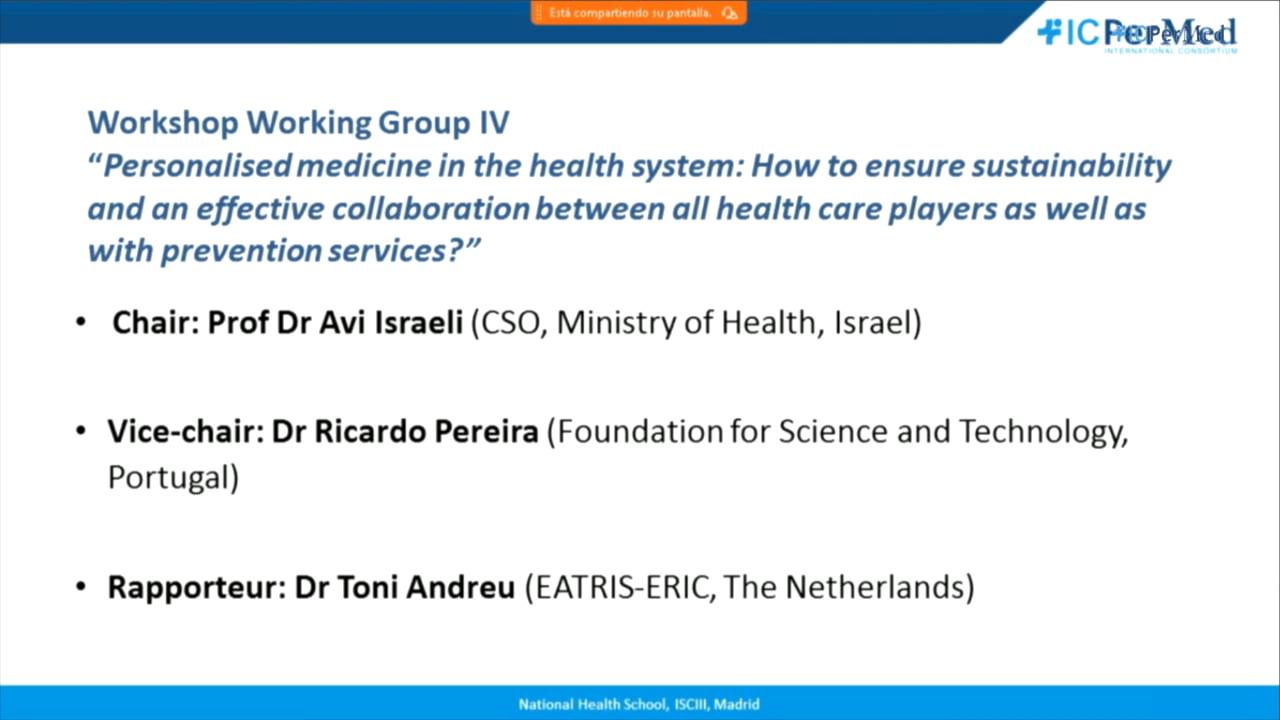 Está compartiendo su pantalla.
ICPerMed
INTERNATIONAL CONSORTIUM
Workshop Working Group IV
“Personalised medicine in the health system: How to ensure sustainability
and an effective collaboration between all health care players as well as
with prevention services?”
• Chair: Prof Dr Avi Israeli (CSO, Ministry of Health, Israel)
• Vice-chair: Dr Ricardo Pereira (Foundation for Science and Technology,
Portugal)
• Rapporteur: Dr Toni Andreu (EATRIS-ERIC, The Netherlands)
National Health School, ISCIII, Madrid